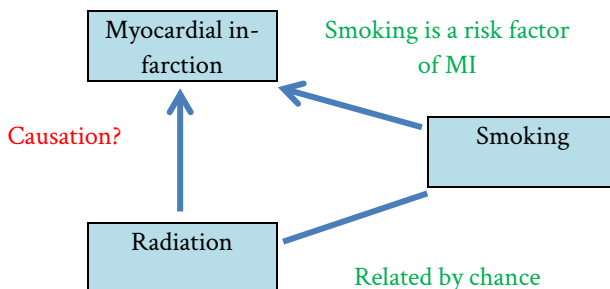 Myocardial in-
farction
Smoking is a risk factor
of MI
Causation?
Smoking
Radiation
Related by chance